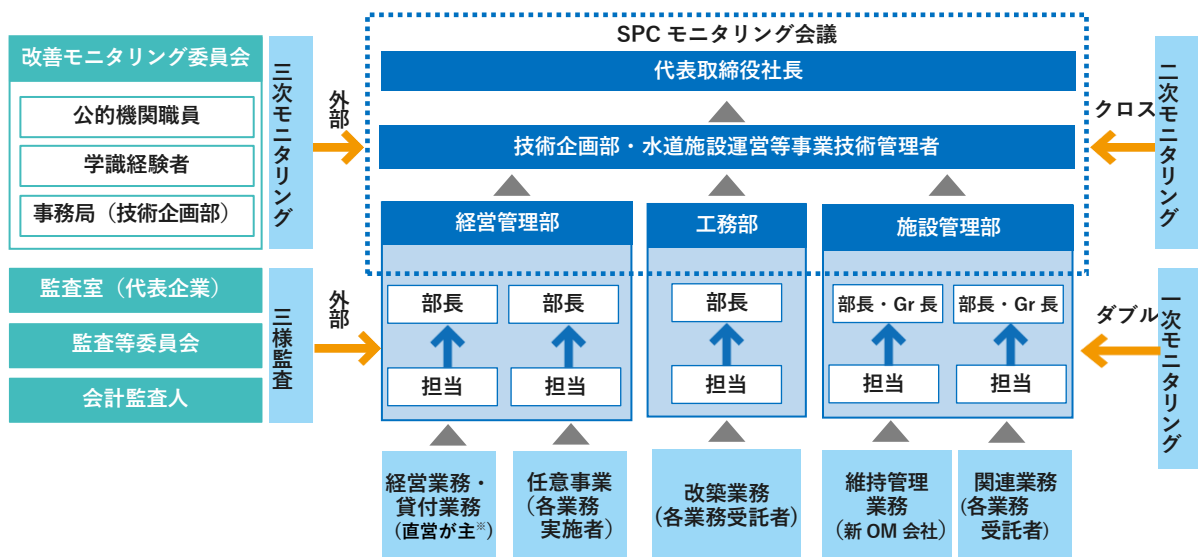 改善モニタリング委員会
公的機関職員
学識経験者
事務局（技術企画部）
三次モニタリング
外部
監査室（代表企業）
監査等委員会
会計監査人
三様監査
外部
SPC モニタリング会議
代表取締役社長
技術企画部・水道施設運営等事業技術管理者
経営管理部
工務部
施設管理部
部長
部長
部長
部長・Gr 長
部長・Gr 長
担当
担当
担当
担当
担当
経営業務・
貸付業務
(直営が主※)
任意事業
(各業務
実施者)
改築業務
(各業務受託者)
維持管理
業務
(新 OM 会社)
関連業務
(各業務
受託者)
クロス
二次モニタリング
ダブル
一次モニタリング